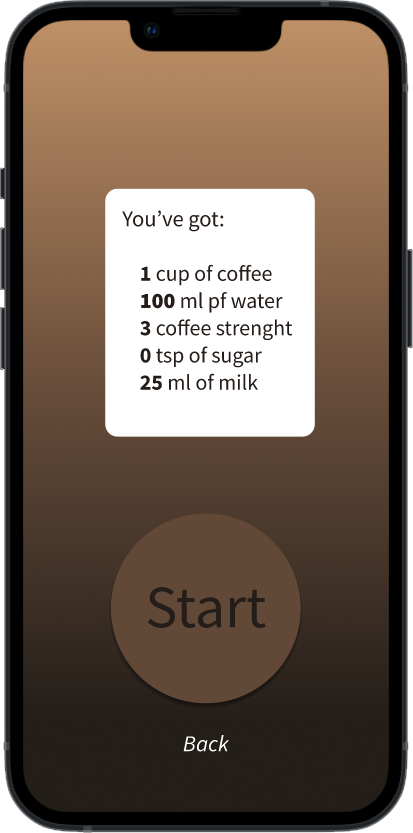 You’ve got:
1 cup of coffee
100 ml pf water
3 coffee strenght
0 tsp of sugar
25 ml of milk
Start
Back